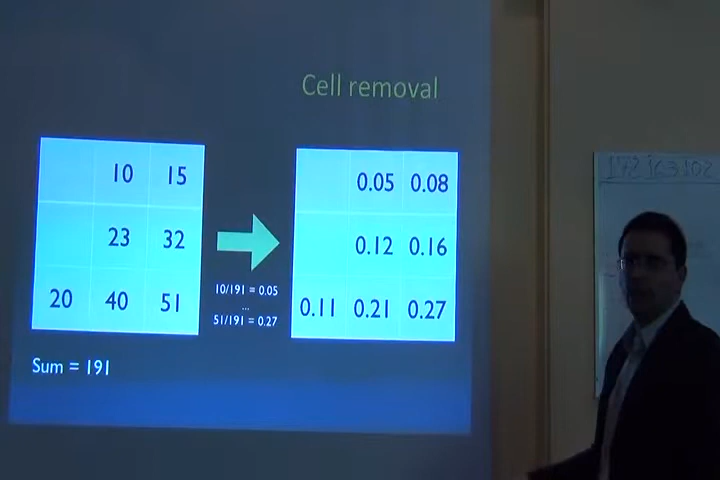 Cell removal
10 15
23 32
20 40 51
10/191 = 0.05
...
51/191 = 0.27
0.05 0.08
0.12 0.16
0.11 0.21 0.27
Sum = 191